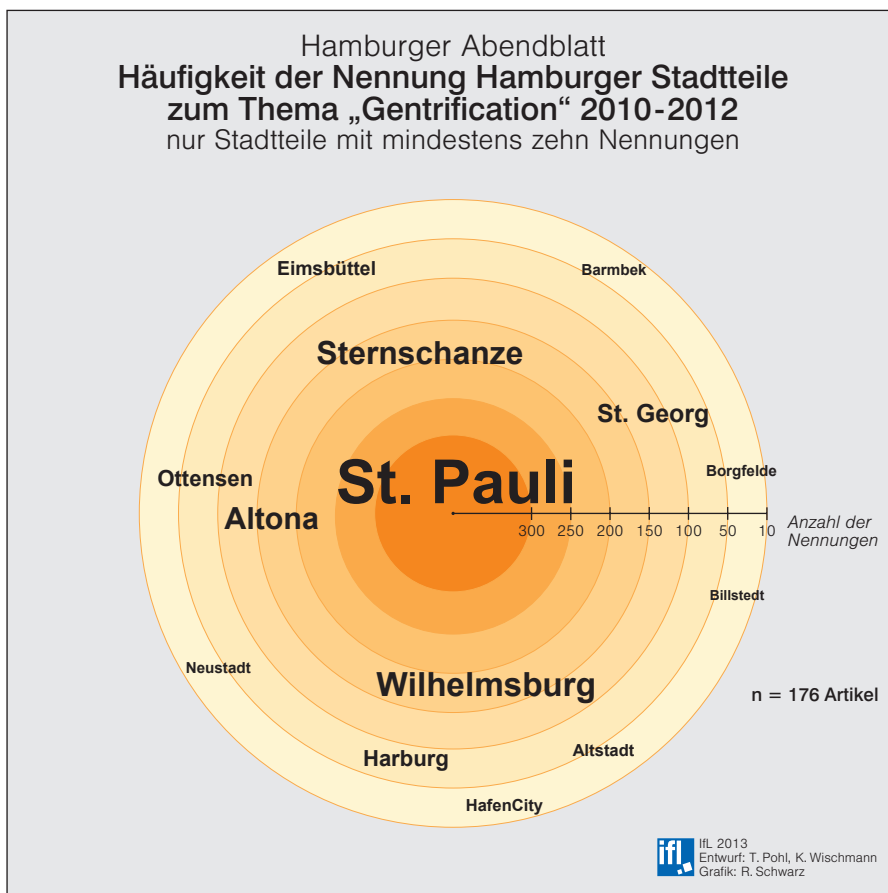 Hamburger Abendblatt
Häufigkeit der Nennung Hamburger Stadtteile
zum Thema „Gentrification“ 2010-2012
nur Stadtteile mit mindestens zehn Nennungen
Eimsbüttel
Barmbek
Sternschanze
St. Georg
Ottensen
St. Pauli
Borgfelde
Altona
300 250 200 150 100 50 10
Anzahl der
Nennungen
Billstedt
Neustadt
Wilhelmsburg
n = 176 Artikel
Harburg
Altstadt
HafenCity
ifl
IfL 2013
Entwurf: T. Pohl, K. Wischmann
Grafik: R. Schwarz